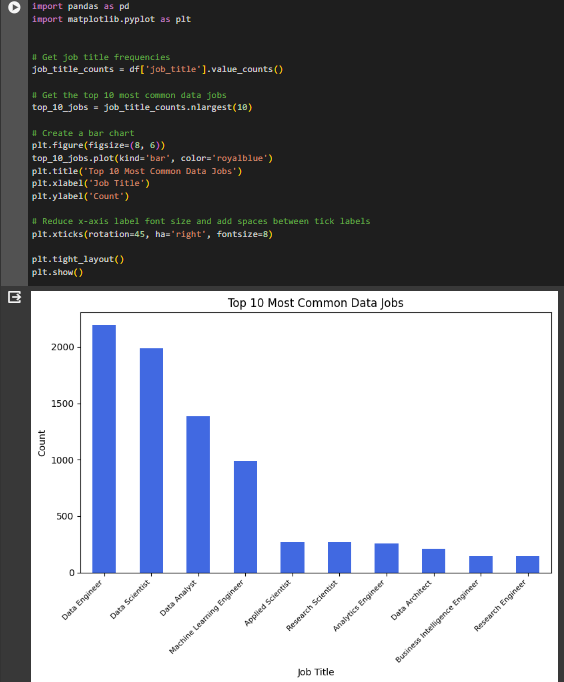 import pandas as pd
import matplotlib.pyplot as plt
# Get job title frequencies
job_title_counts = df['job_title'].value_counts()
# Get the top 10 most common data jobs
top_10_jobs = job_title_counts.nlargest(10)
# Create a bar chart
plt.figure(figsize=(8, 6))
top_10_jobs.plot(kind='bar', color='royalblue')
plt.title('Top 10 Most Common Data Jobs')
plt.xlabel('Job Title')
plt.ylabel('Count')
# Reduce x-axis label font size and add spaces between tick labels
plt.xticks(rotation=45, ha='right', fontsize=8)
plt.tight_layout()
plt.show()
Top 10 Most Common Data Jobs
2000
1500
1000
500
0
Count
Data Engineer
Data Scientist
Data Analyst
Machine Learning Engineer
Applied Scientist
Research Scientist
Analytics Engineer
Data Architect
Business Intelligence Engineer
Research Engineer
Job Title